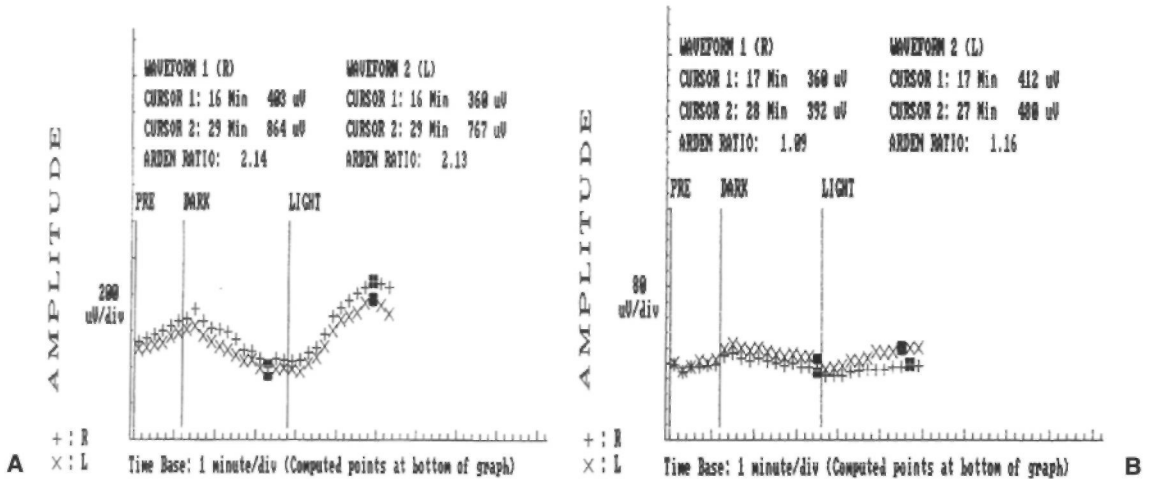 WAVEFORM 1 (R)
CURSOR 1: 16 Min 403 uV
CURSOR 2: 29 Min 864 uV
ARDEN RATIO: 2.14
WAVEFORM 2 (L)
CURSOR 1: 16 Min 360 uV
CURSOR 2: 29 Min 767 uV
ARDEN RATIO: 2.13
PRE DARK LIGHT
AMPLITUDE
200
uV/div
+ : R
X : L
Time Base: 1 minute/div (Computed points at bottom of graph)
A
WAVEFORM 1 (R)
CURSOR 1: 17 Min 360 uV
CURSOR 2: 28 Min 392 uV
ARDEN RATIO: 1.09
WAVEFORM 2 (L)
CURSOR 1: 17 Min 412 uV
CURSOR 2: 27 Min 480 uV
ARDEN RATIO: 1.16
PRE DARK LIGHT
AMPLITUDE
80
uV/div
+ : R
X : L
Time Base: 1 minute/div (Computed points at bottom of graph)
B